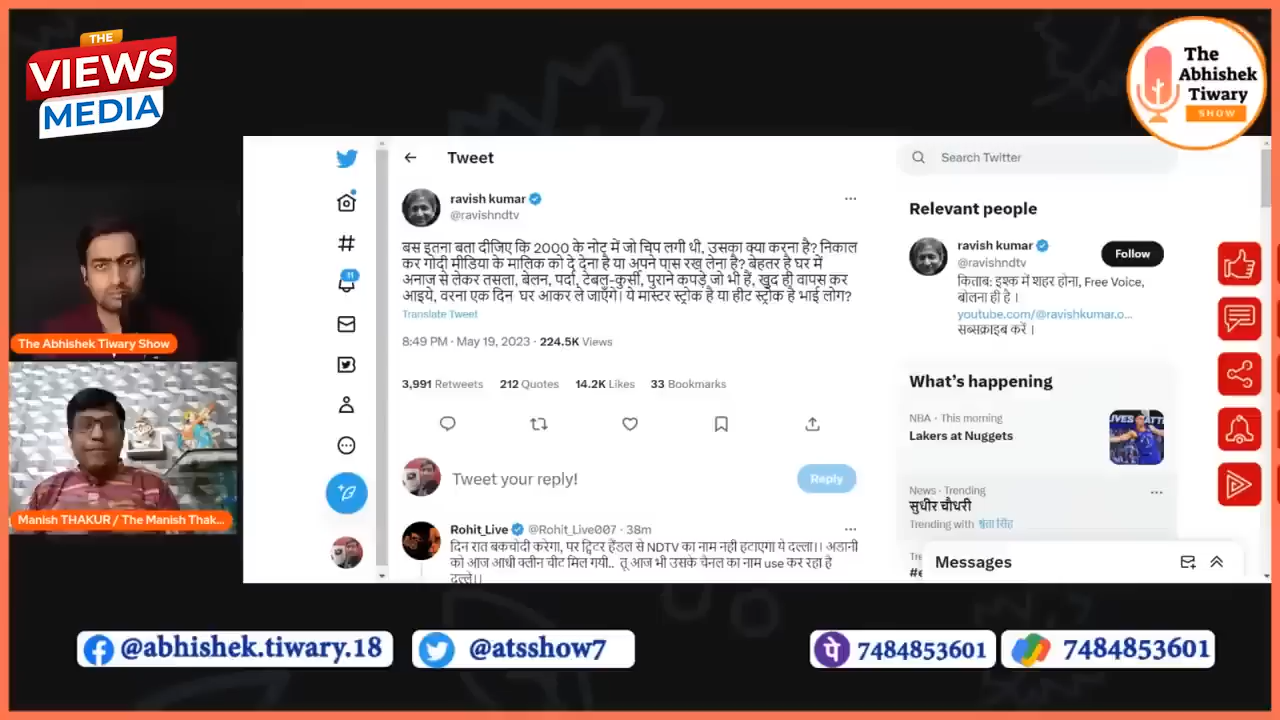 THE
VIEWS
MEDIA
The
Abhishek
Tiwary
SHOW
The Abhishek Tiwary Show
Manish THAKUR / The Manish Thak...
11
Tweet
ravish kumar
@ravishndtv
बस इतना बता दीजिए कि 2000 के नोट में जो चिप लगी थी, उसका क्या करना है? निकाल
कर गोदी मीडिया के मालिक को दे देना है या अपने पास रख लेना है? बेहतर है घर में
अनाज से लेकर तसला, बेलन, पर्दा, टेबल-कुर्सी, पुराने कपड़े जो भी हैं, खुद ही वापस कर
आइये, वरना एक दिन घर आकर ले जाएँगे। ये मास्टर स्ट्रोक है या हीट स्ट्रोक है भाई लोग?
Translate Tweet
8:49 PM · May 19, 2023 · 224.5K Views
3,991 Retweets 212 Quotes 14.2K Likes 33 Bookmarks
Tweet your reply!
Reply
Rohit_Live @Rohit_Live007 · 38m
दिन रात बकचोदी करेगा, पर ट्विटर हैंडल से NDTV का नाम नही हटाएगा ये दल्ला।। अडानी
को आज आधी क्लीन चीट मिल गयी.. तू आज भी उसके चैनल का नाम use कर रहा है
दल्ले।।
Search Twitter
Relevant people
ravish kumar
@ravishndtv
Follow
किताब: इश्क में शहर होना, Free Voice,
बोलना ही है ।
youtube.com/@ravishkumar.o...
सब्सक्राइब करें ।
What's happening
NBA · This morning
Lakers at Nuggets
News · Trending
सुधीर चौधरी
Trending with श्वेता सिंह
Tre
#
Messages
@abhishek.tiwary.18
@atsshow7
पे 7484853601
7484853601